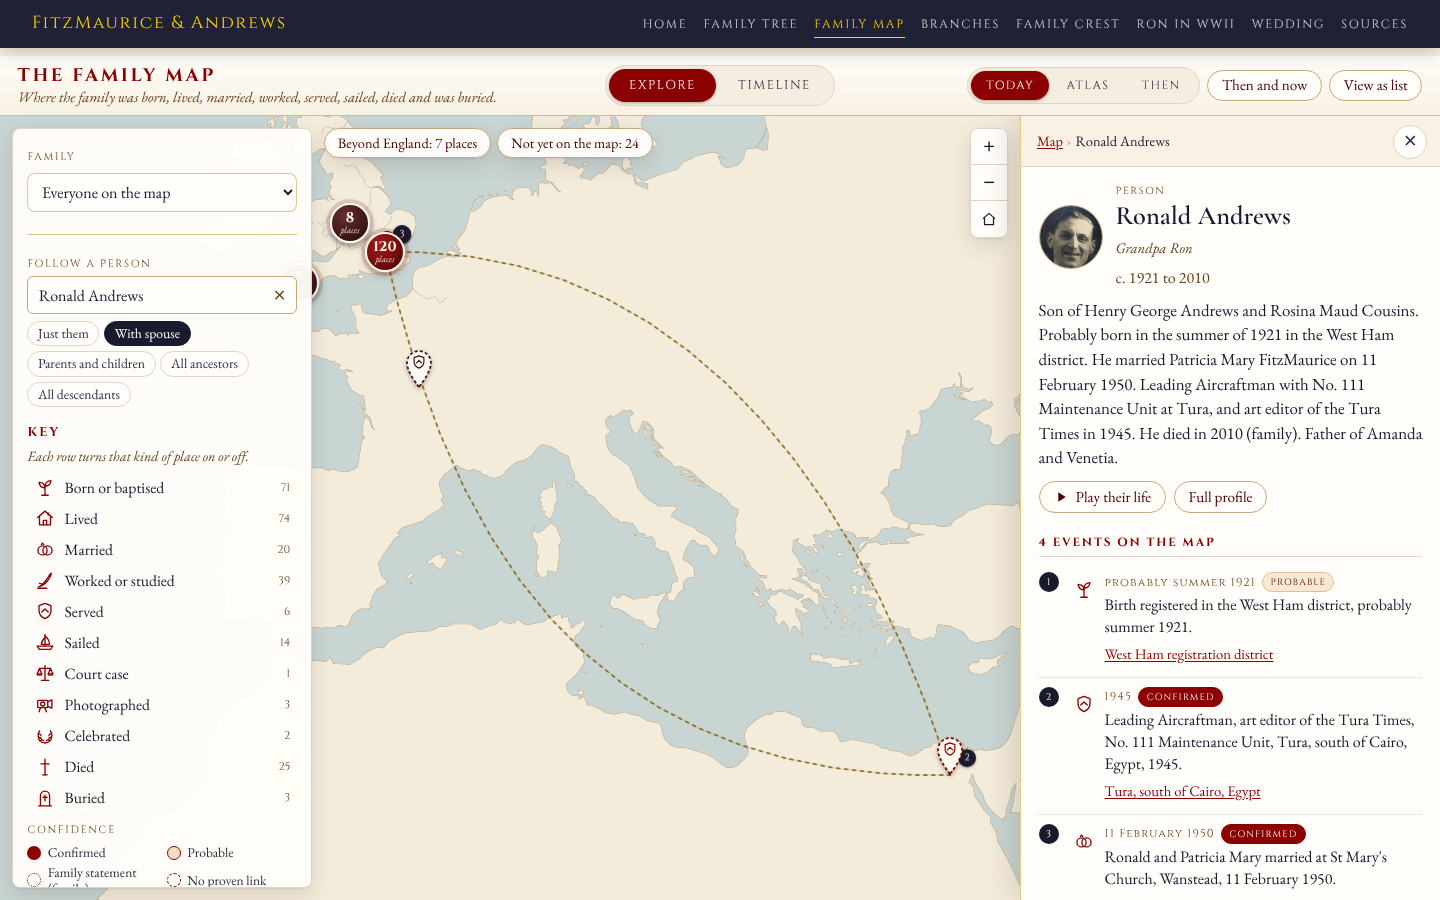 FitzMaurice & Andrews
HOME FAMILY TREE FAMILY MAP BRANCHES FAMILY CREST RON IN WWII WEDDING SOURCES
THE FAMILY MAP
Where the family was born, lived, married, worked, served, sailed, died and was buried.
EXPLORE TIMELINE
TODAY ATLAS THEN
Then and now
View as list
FAMILY
Everyone on the map
FOLLOW A PERSON
Ronald Andrews
Just them
With spouse
Parents and children
All ancestors
All descendants
KEY
Each row turns that kind of place on or off.
Born or baptised 71
Lived 74
Married 20
Worked or studied 39
Served 6
Sailed 14
Court case 1
Photographed 3
Celebrated 2
Died 25
Buried 3
CONFIDENCE
Confirmed
Probable
Family statement
No proven link
Beyond England: 7 places
Not yet on the map: 24
8
places
120
places
3
2
+
−
Map › Ronald Andrews
PERSON
Ronald Andrews
Grandpa Ron
c. 1921 to 2010
Son of Henry George Andrews and Rosina Maud Cousins.
Probably born in the summer of 1921 in the West Ham
district. He married Patricia Mary FitzMaurice on 11
February 1950. Leading Aircraftman with No. 111
Maintenance Unit at Tura, and art editor of the Tura
Times in 1945. He died in 2010 (family). Father of Amanda
and Venetia.
Play their life
Full profile
4 EVENTS ON THE MAP
1 PROBABLY SUMMER 1921 PROBABLE
Birth registered in the West Ham district, probably
summer 1921.
West Ham registration district
2 1945 CONFIRMED
Leading Aircraftman, art editor of the Tura Times,
No. 111 Maintenance Unit, Tura, south of Cairo,
Egypt, 1945.
Tura, south of Cairo, Egypt
3 11 FEBRUARY 1950 CONFIRMED
Ronald and Patricia Mary married at St Mary's
Church, Wanstead, 11 February 1950.